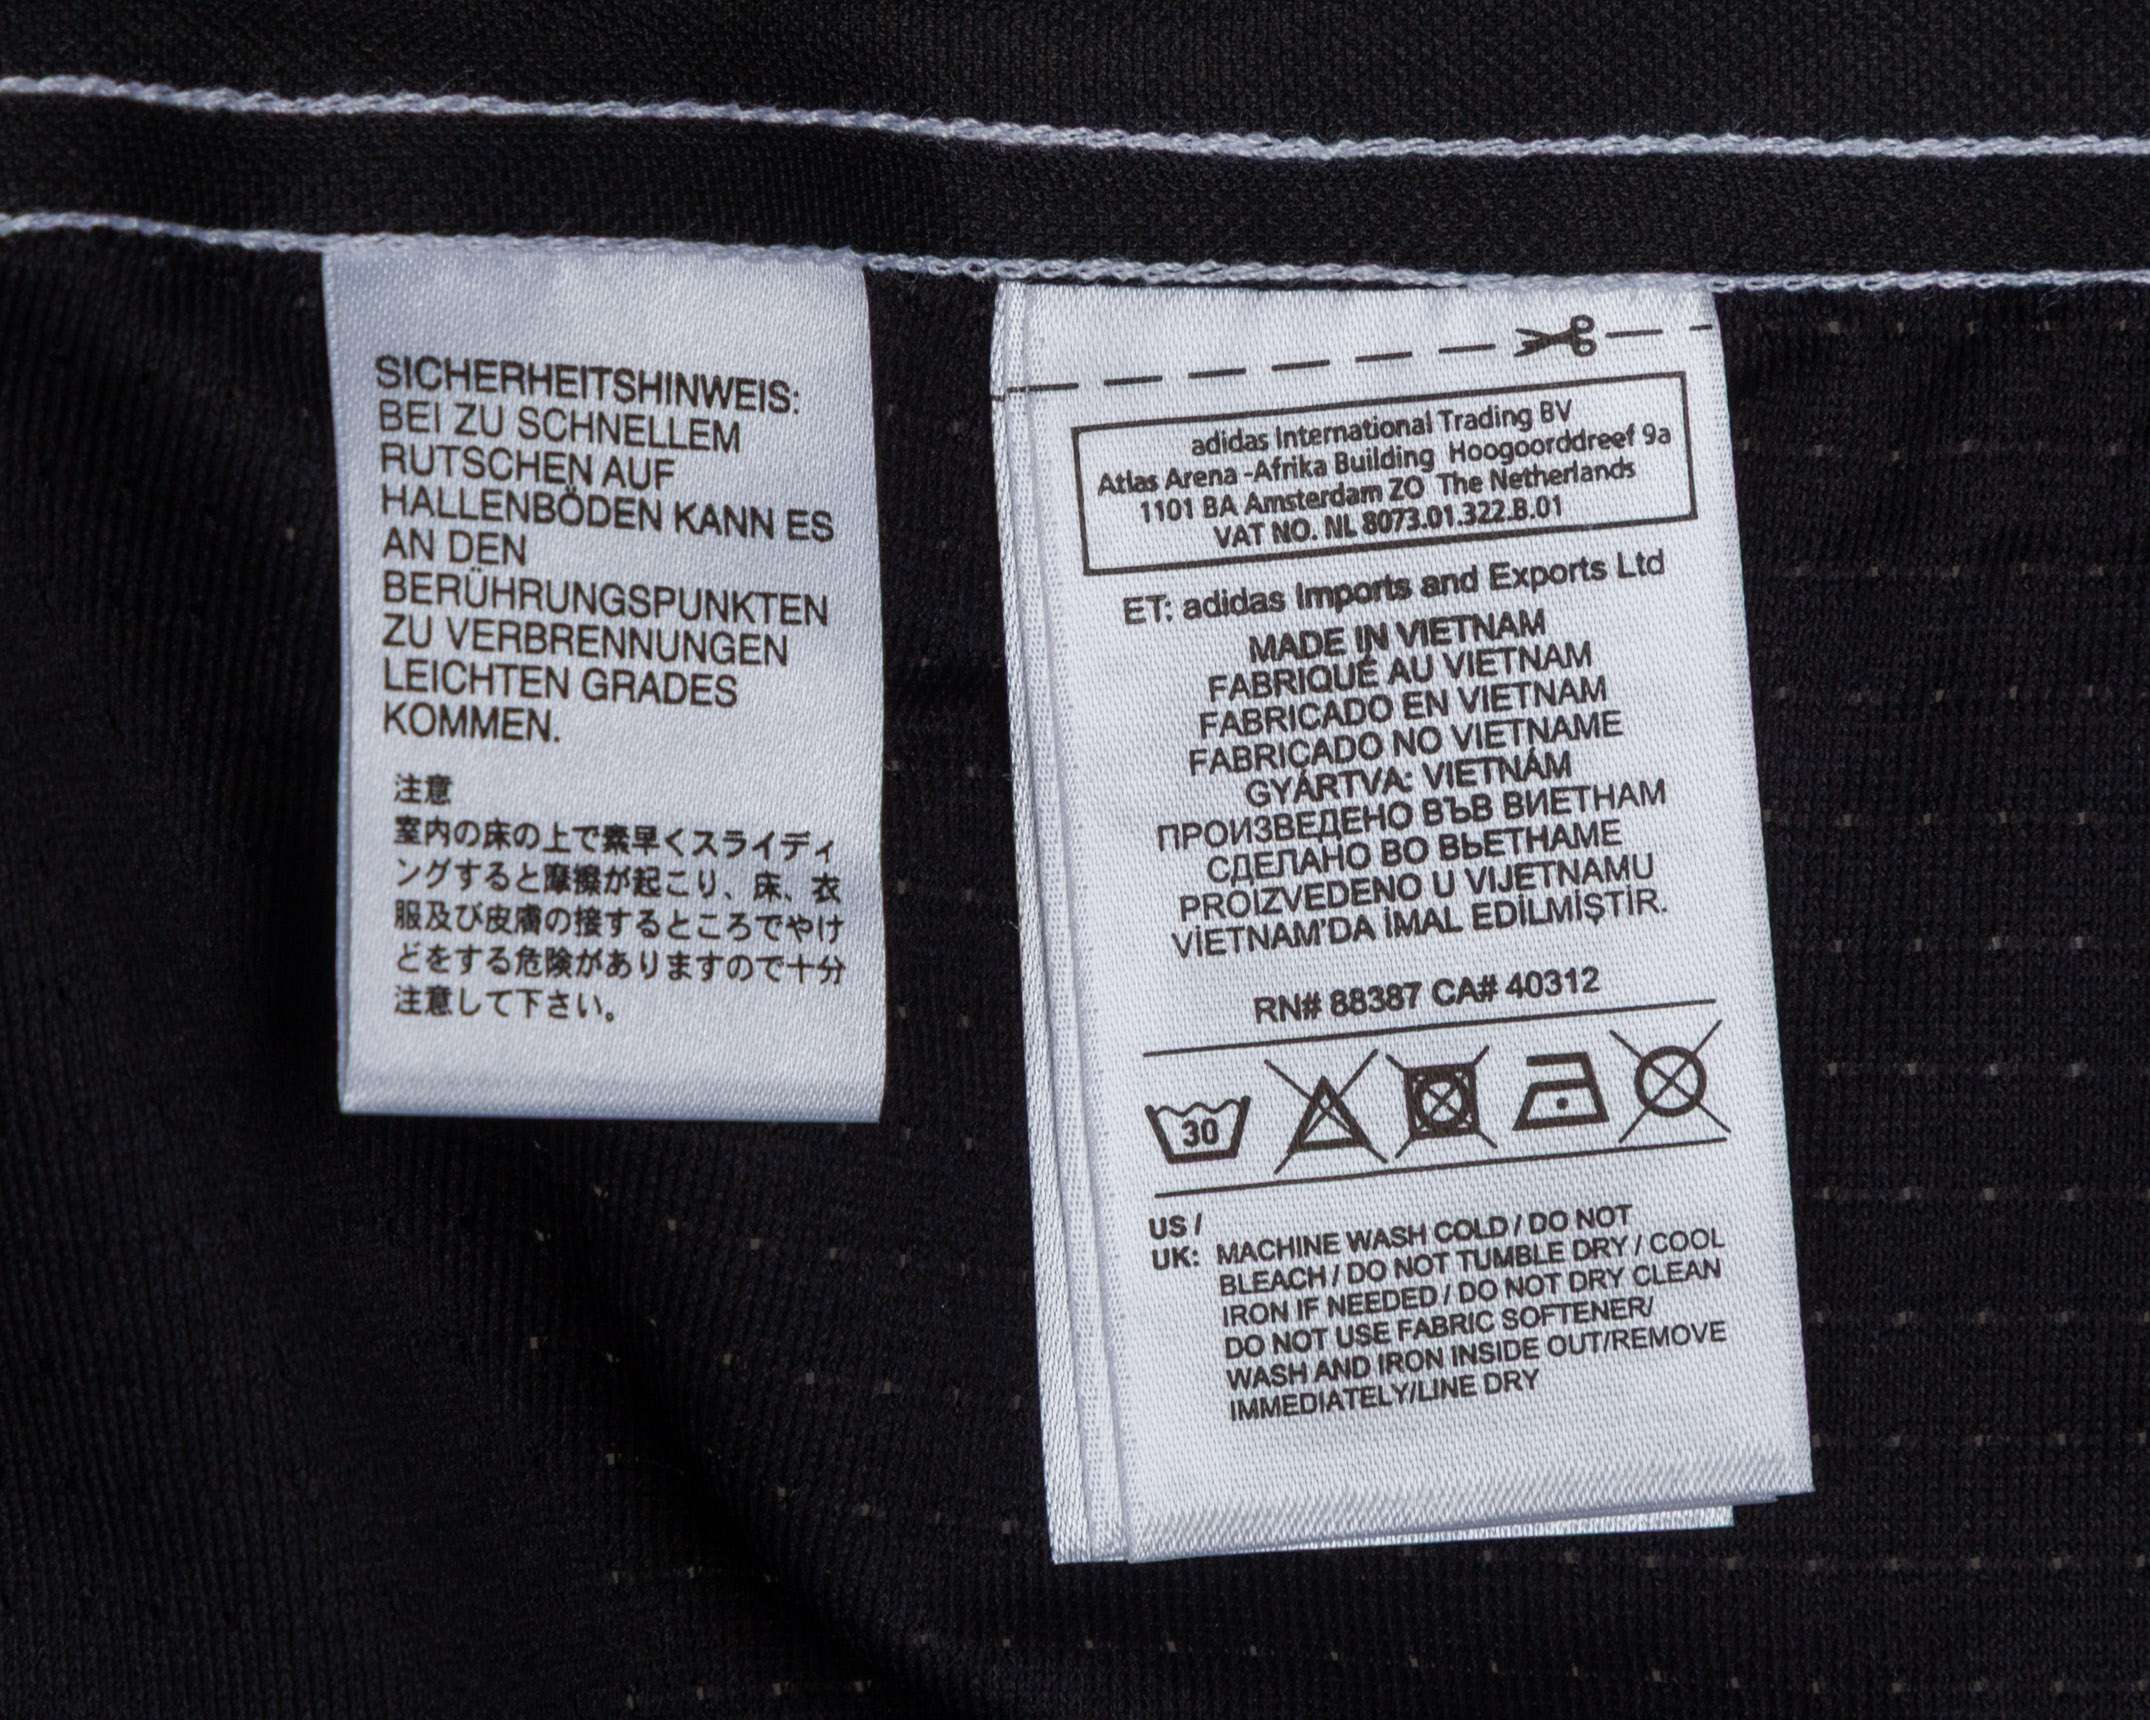 SICHERHEITSHINWEIS:
BEI ZU SCHNELLEM
RUTSCHEN AUF
HALLENBÖDEN KANN ES
AN DEN
BERÜHRUNGSPUNKTEN
ZU VERBRENNUNGEN
LEICHTEN GRADES
KOMMEN.
注意
室内の床の上で素早くスライディ
ングすると摩擦が起こり、床、衣
服及び皮膚の接するところでやけ
どをする危険がありますので十分
注意して下さい。
adidas International Trading BV
Atlas Arena -Afrika Building Hoogoorddreef 9a
1101 BA Amsterdam ZO The Netherlands
VAT NO. NL 8073.01.322.B.01
ET: adidas Imports and Exports Ltd
MADE IN VIETNAM
FABRIQUÉ AU VIETNAM
FABRICADO EN VIETNAM
FABRICADO NO VIETNAME
GYÁRTVA: VIETNÁM
ПРОИЗВЕДЕНО ВЪВ ВИЕТНАМ
СДЕЛАНО ВО ВЬЕТНАМЕ
PROIZVEDENO U VIJETNAMU
VİETNAM'DA İMAL EDİLMİŞTİR.
RN# 88387 CA# 40312
30
US /
UK: MACHINE WASH COLD / DO NOT
BLEACH / DO NOT TUMBLE DRY / COOL
IRON IF NEEDED / DO NOT DRY CLEAN
DO NOT USE FABRIC SOFTENER/
WASH AND IRON INSIDE OUT/REMOVE
IMMEDIATELY/LINE DRY